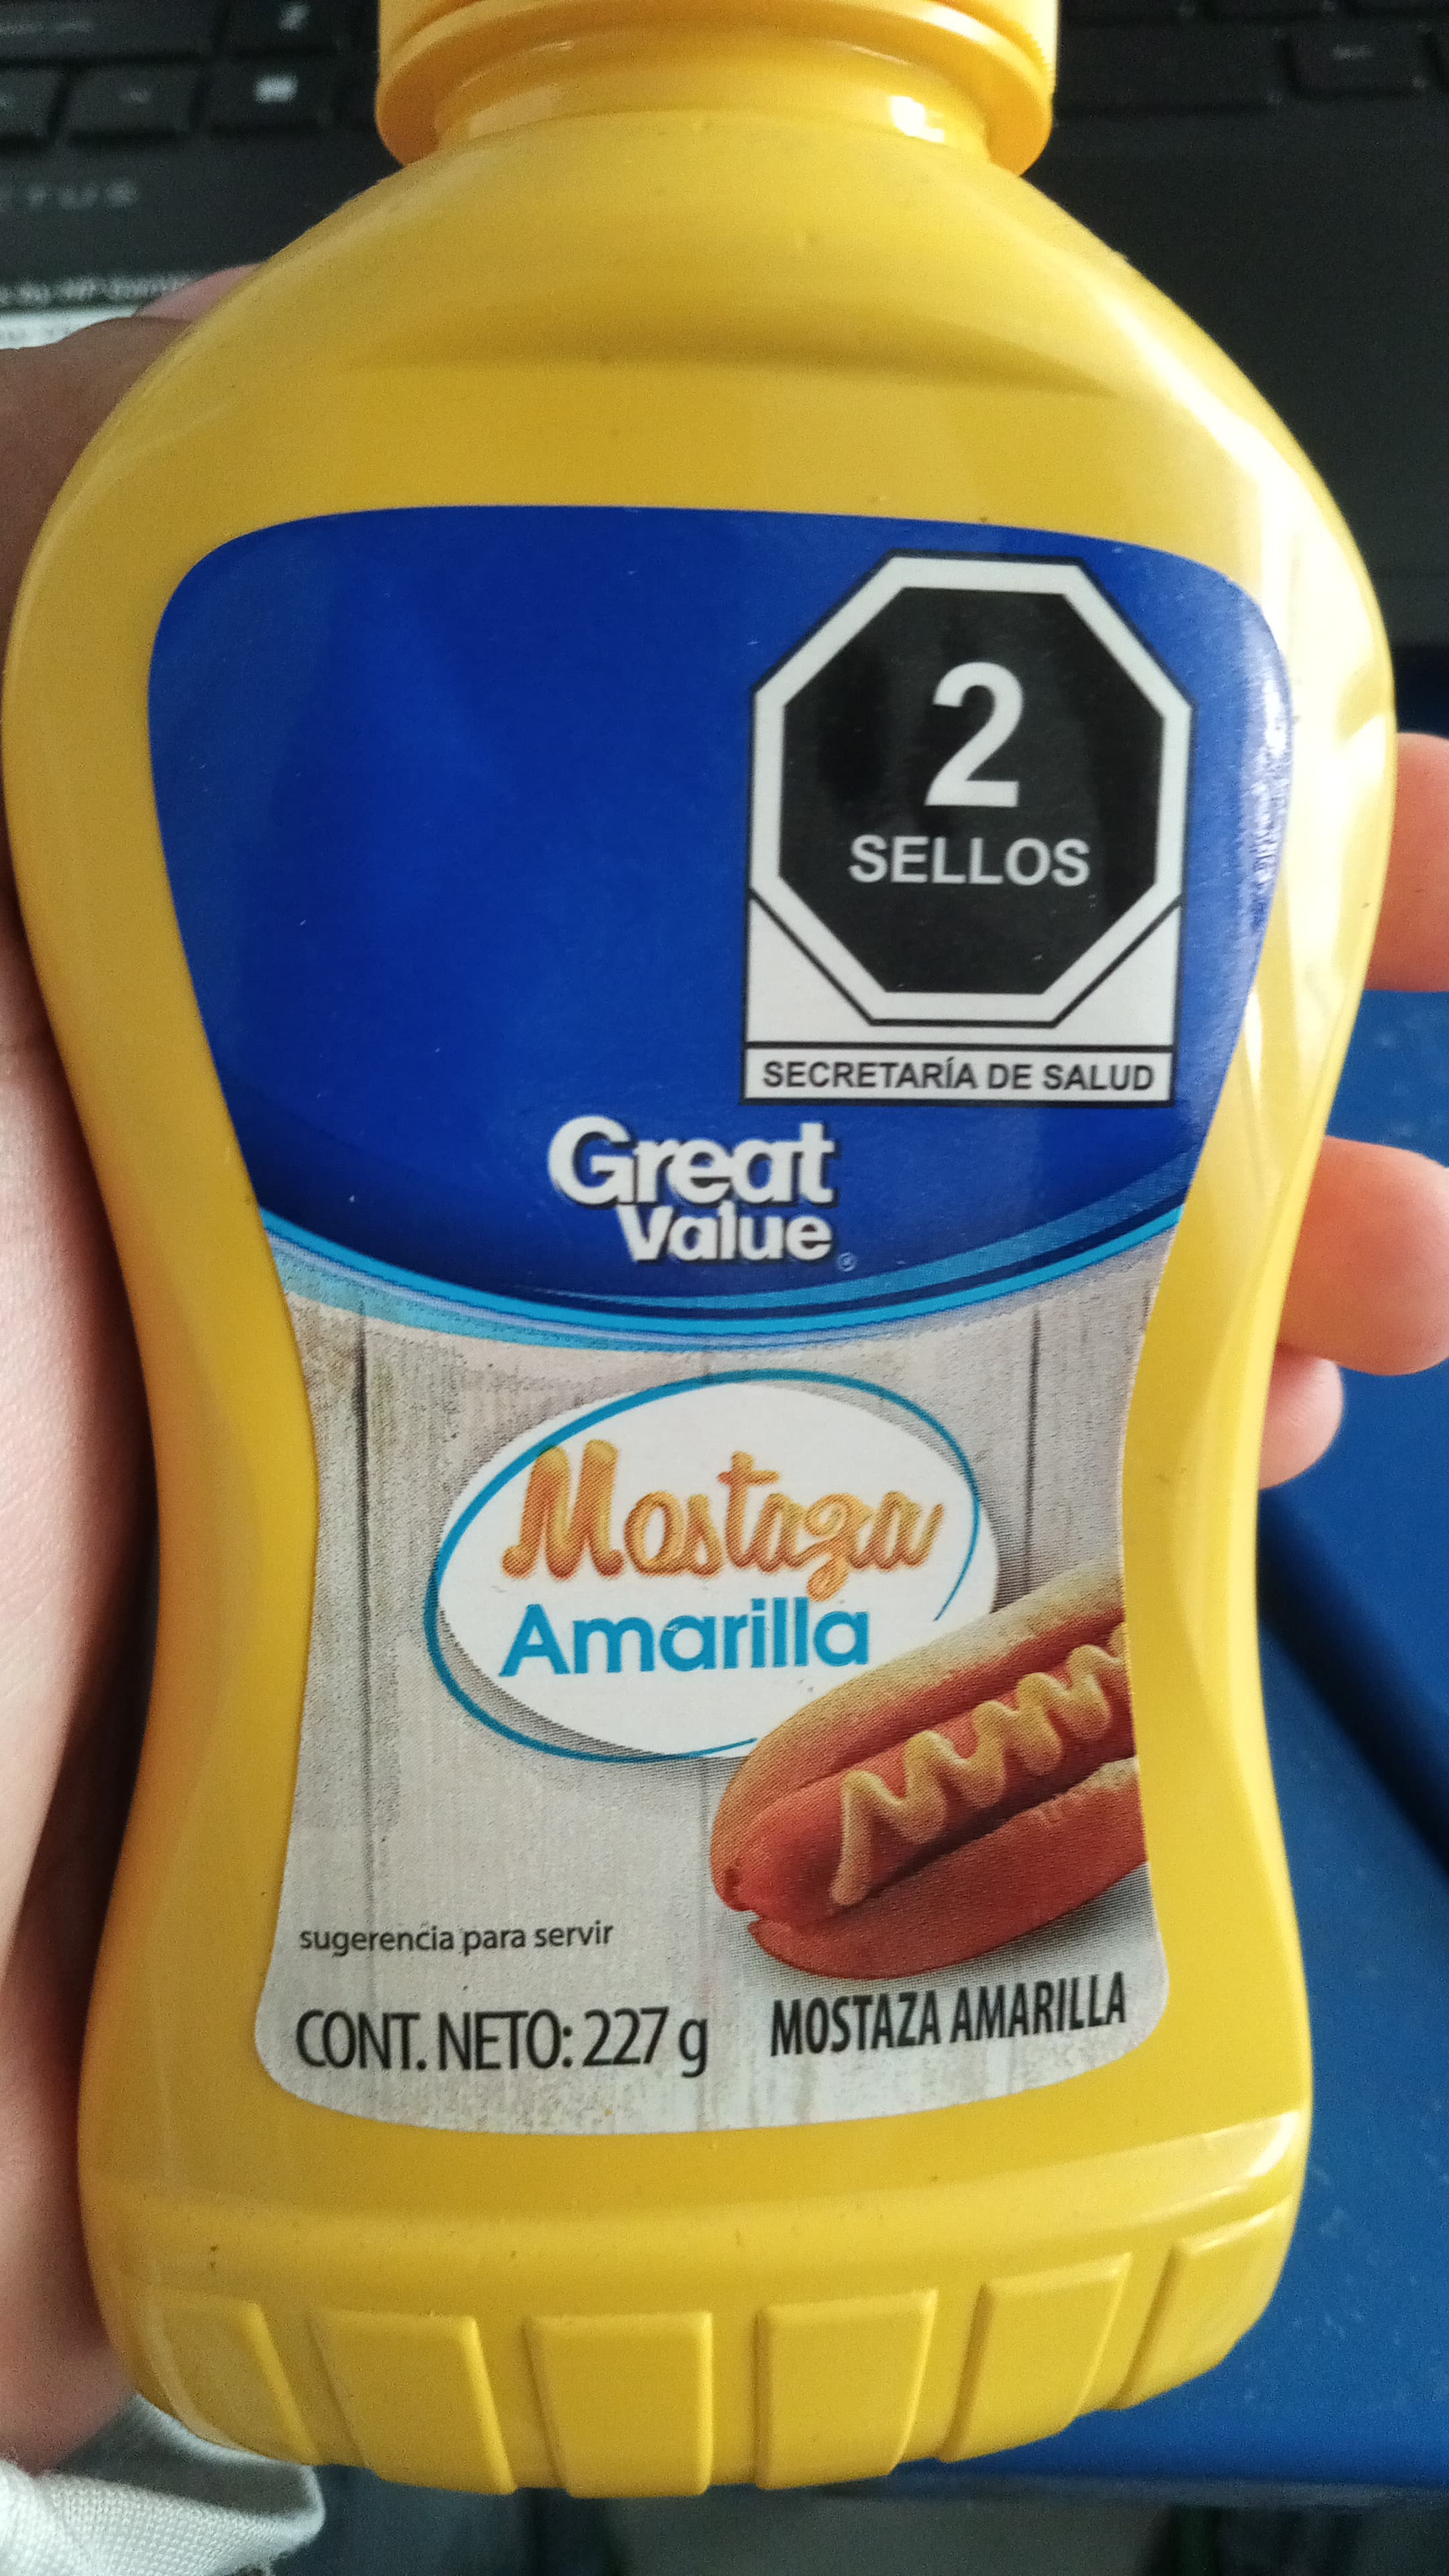 2
SELLOS
SECRETARÍA DE SALUD
Great
Value®
Mostaza
Amarilla
sugerencia para servir
CONT. NETO: 227 g
MOSTAZA AMARILLA